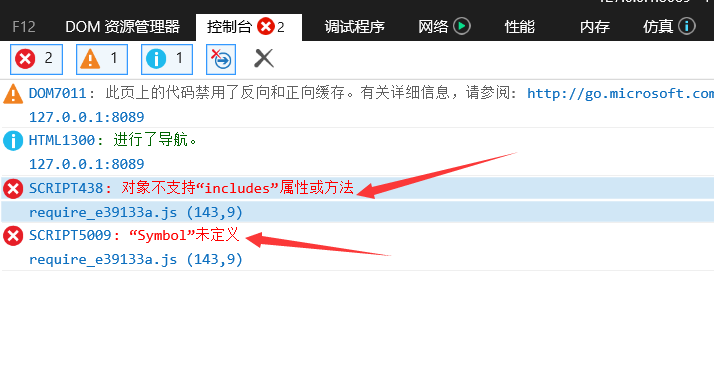 F12 DOM 资源管理器 控制台 2 调试程序 网络 性能 内存 仿真
2 1 1
DOM7011: 此页上的代码禁用了反向和正向缓存。有关详细信息，请参阅: http://go.microsoft.com
127.0.0.1:8089
HTML1300: 进行了导航。
127.0.0.1:8089
SCRIPT438: 对象不支持“includes”属性或方法
require_e39133a.js (143,9)
SCRIPT5009: “Symbol”未定义
require_e39133a.js (143,9)